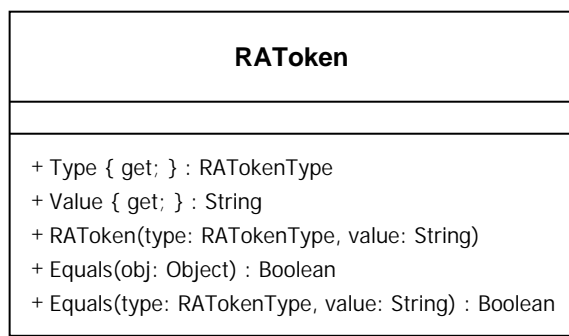 RAToken
+ Type { get; } : RATokenType
+ Value { get; } : String
+ RAToken(type: RATokenType, value: String)
+ Equals(obj: Object) : Boolean
+ Equals(type: RATokenType, value: String) : Boolean